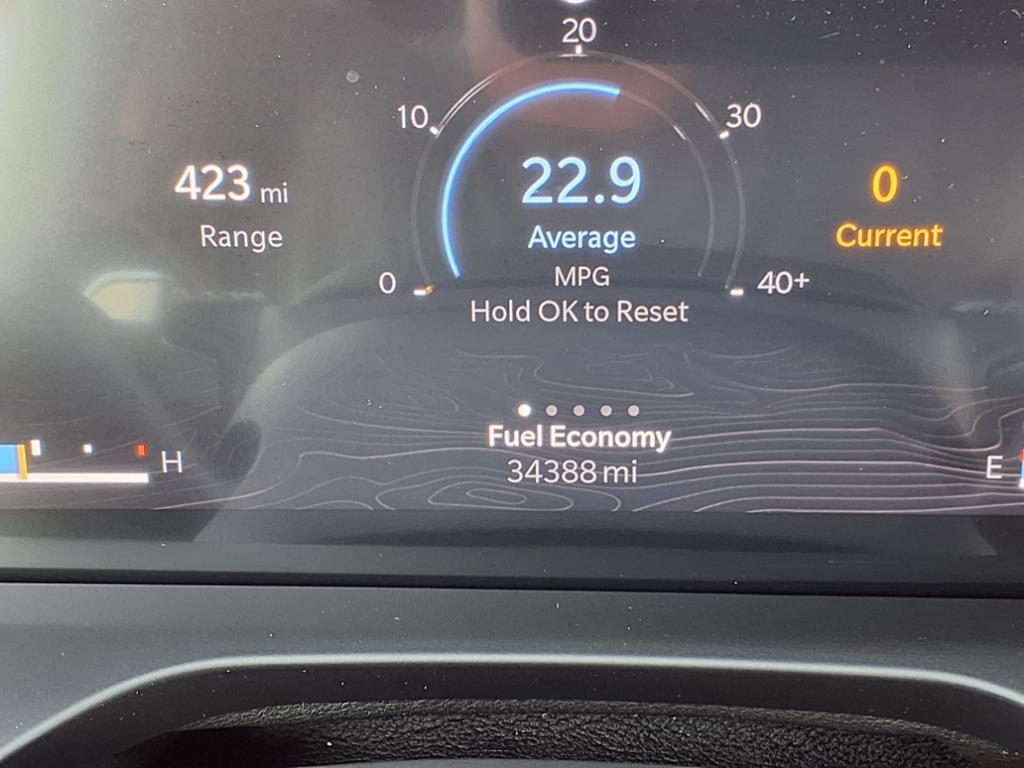 20
10
30
423 mi
Range
22.9
Average
MPG
Hold OK to Reset
0
Current
0
40+
Fuel Economy
34388 mi
H
E